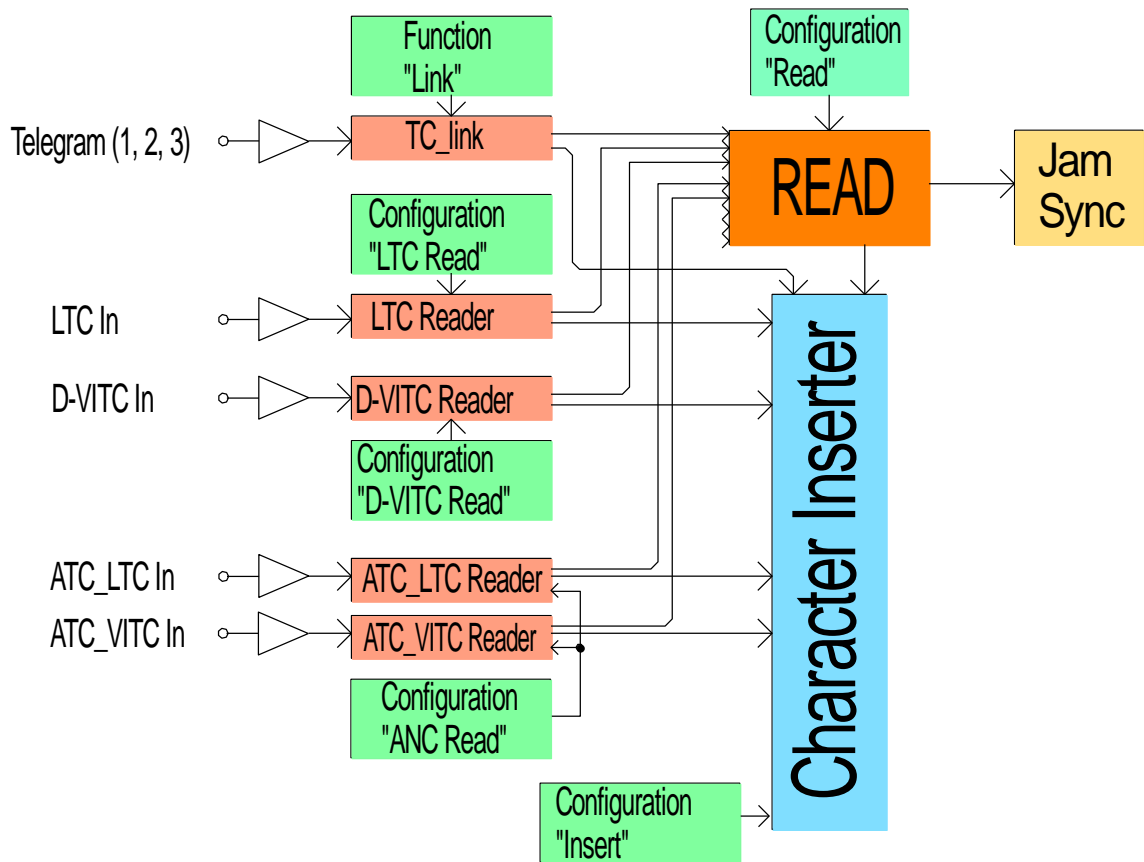 Function
"Link"
Configuration
"Read"
Telegram (1, 2, 3)
TC_link
READ
Jam
Sync
Configuration
"LTC Read"
LTC In
LTC Reader
D-VITC In
D-VITC Reader
Configuration
"D-VITC Read"
ATC_LTC In
ATC_LTC Reader
ATC_VITC In
ATC_VITC Reader
Configuration
"ANC Read"
Character Inserter
Configuration
"Insert"